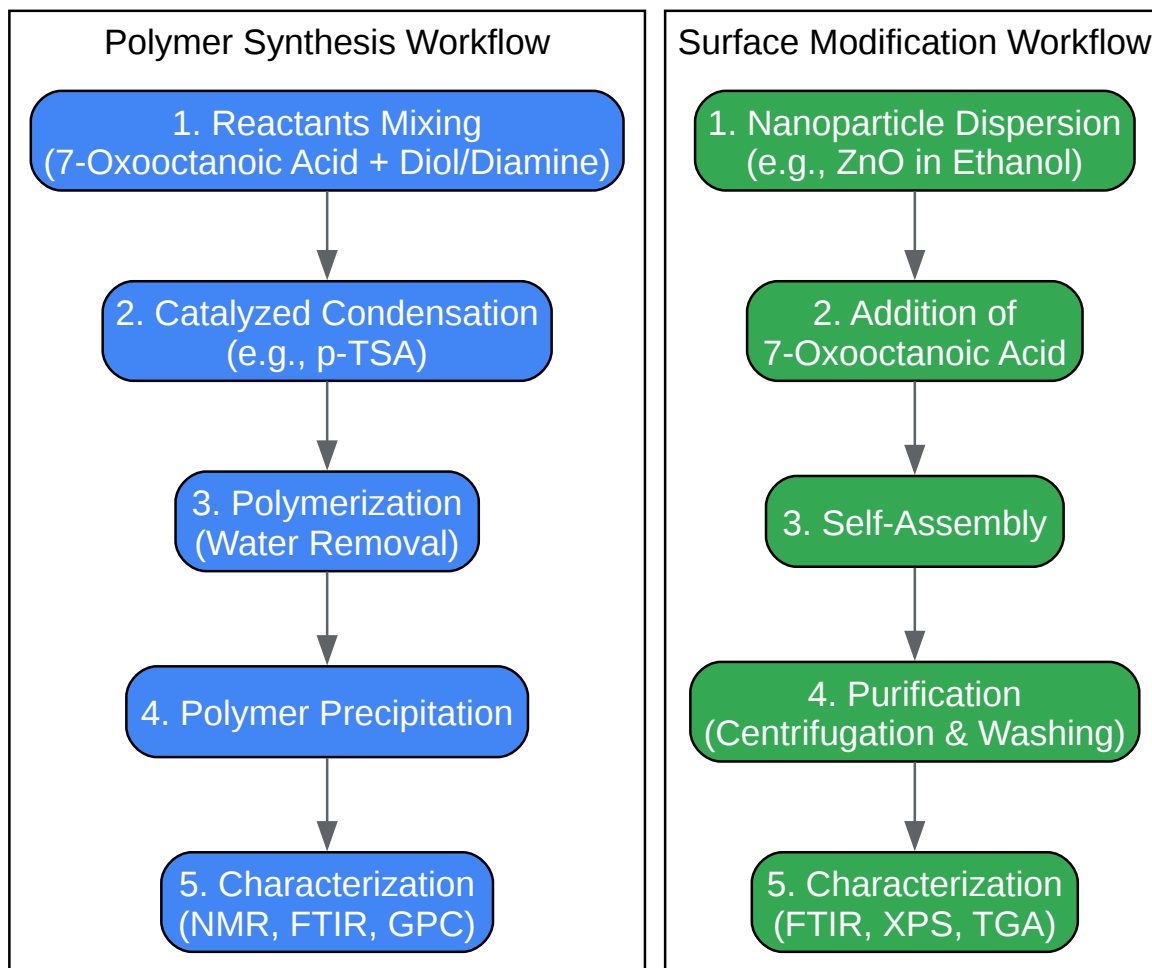 Polymer Synthesis Workflow
1. Reactants Mixing
(7-Oxooctanoic Acid + Diol/Diamine)
2. Catalyzed Condensation
(e.g., p-TSA)
3. Polymerization
(Water Removal)
4. Polymer Precipitation
5. Characterization
(NMR, FTIR, GPC)
Surface Modification Workflow
1. Nanoparticle Dispersion
(e.g., ZnO in Ethanol)
2. Addition of
7-Oxooctanoic Acid
3. Self-Assembly
4. Purification
(Centrifugation & Washing)
5. Characterization
(FTIR, XPS, TGA)